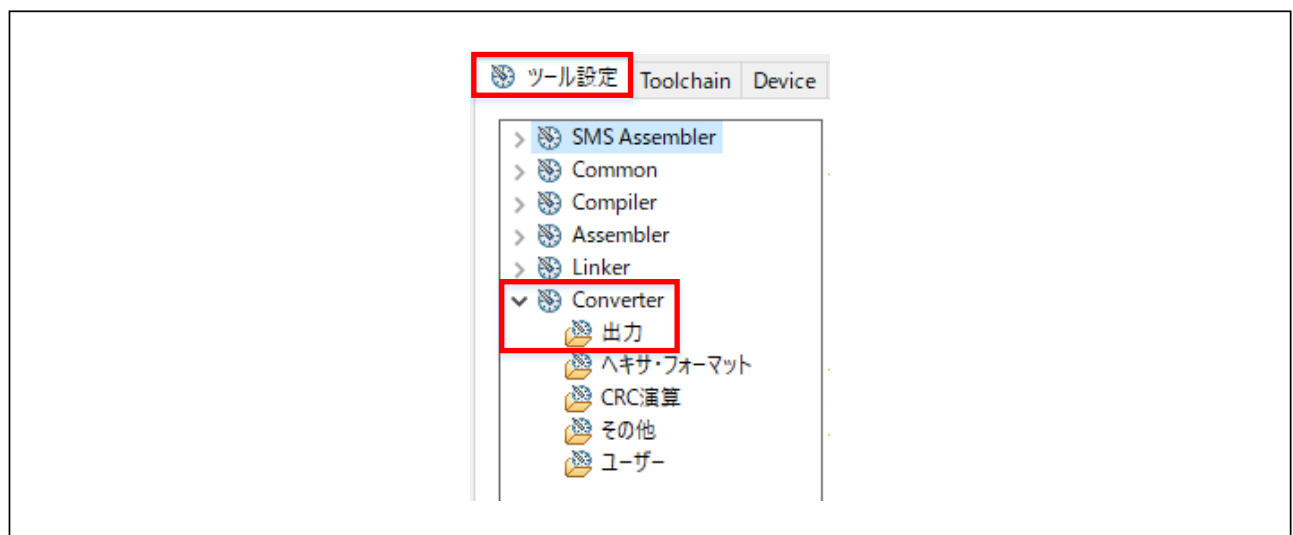 ツール設定 Toolchain Device
SMS Assembler
Common
Compiler
Assembler
Linker
Converter
出力
ヘキサ・フォーマット
CRC演算
その他
ユーザー